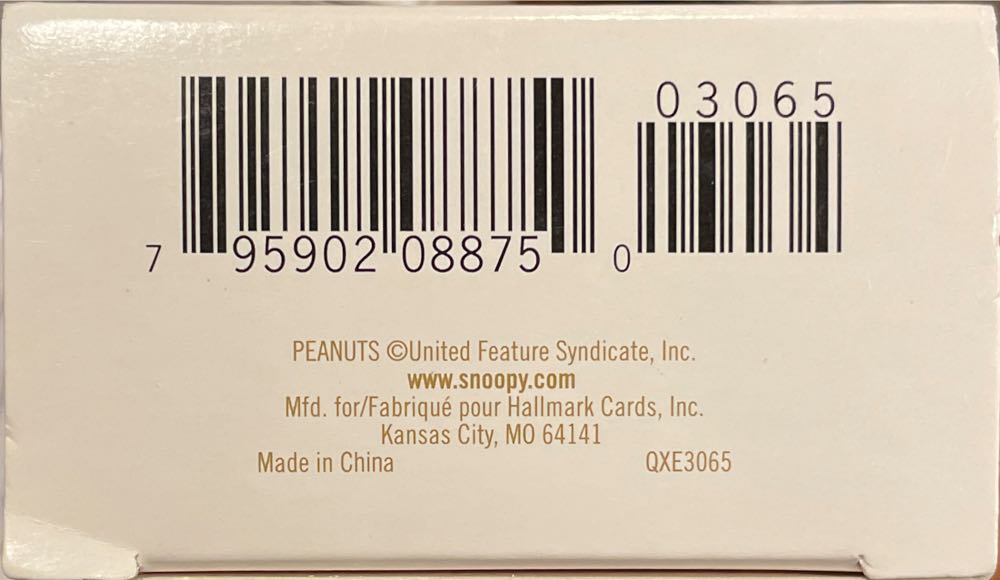 03065
7 95902 08875 0
PEANUTS ©United Feature Syndicate, Inc.
www.snoopy.com
Mfd. for/Fabriqué pour Hallmark Cards, Inc.
Kansas City, MO 64141
Made in China QXE3065